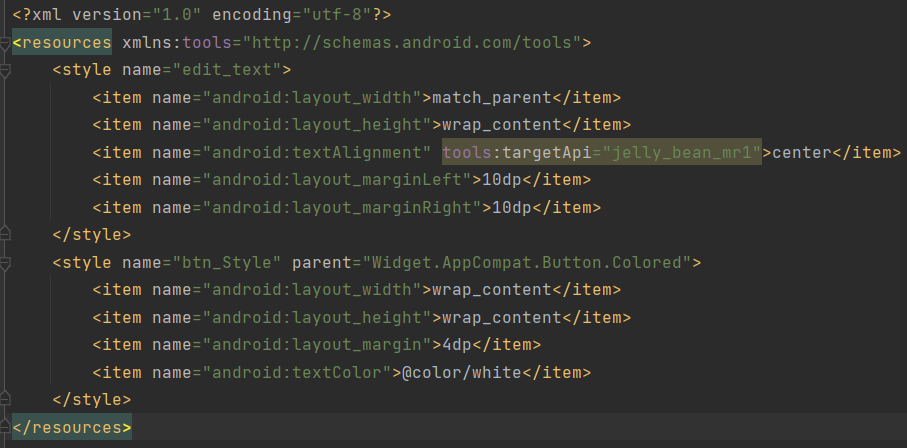 <?xml version="1.0" encoding="utf-8"?>
<resources xmlns:tools="http://schemas.android.com/tools">
    <style name="edit_text">
        <item name="android:layout_width">match_parent</item>
        <item name="android:layout_height">wrap_content</item>
        <item name="android:textAlignment" tools:targetApi="jelly_bean_mr1">center</item>
        <item name="android:layout_marginLeft">10dp</item>
        <item name="android:layout_marginRight">10dp</item>
    </style>
    <style name="btn_Style" parent="Widget.AppCompat.Button.Colored">
        <item name="android:layout_width">wrap_content</item>
        <item name="android:layout_height">wrap_content</item>
        <item name="android:layout_margin">4dp</item>
        <item name="android:textColor">@color/white</item>
    </style>
</resources>